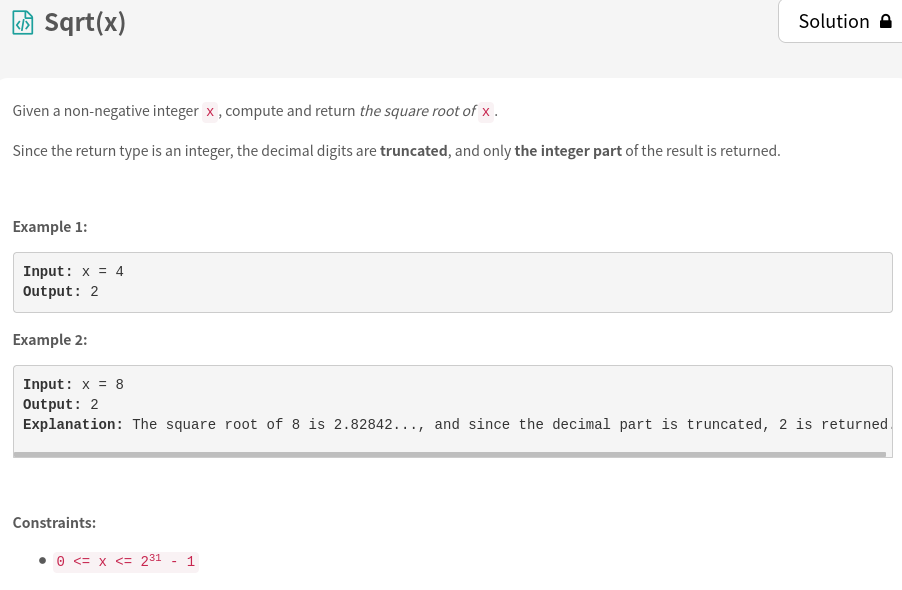 Sqrt(x)
Solution
Given a non-negative integer x, compute and return the square root of x.
Since the return type is an integer, the decimal digits are truncated, and only the integer part of the result is returned.
Example 1:
Input: x = 4
Output: 2
Example 2:
Input: x = 8
Output: 2
Explanation: The square root of 8 is 2.82842..., and since the decimal part is truncated, 2 is returned.
Constraints:
• 0 <= x <= 2³¹ - 1